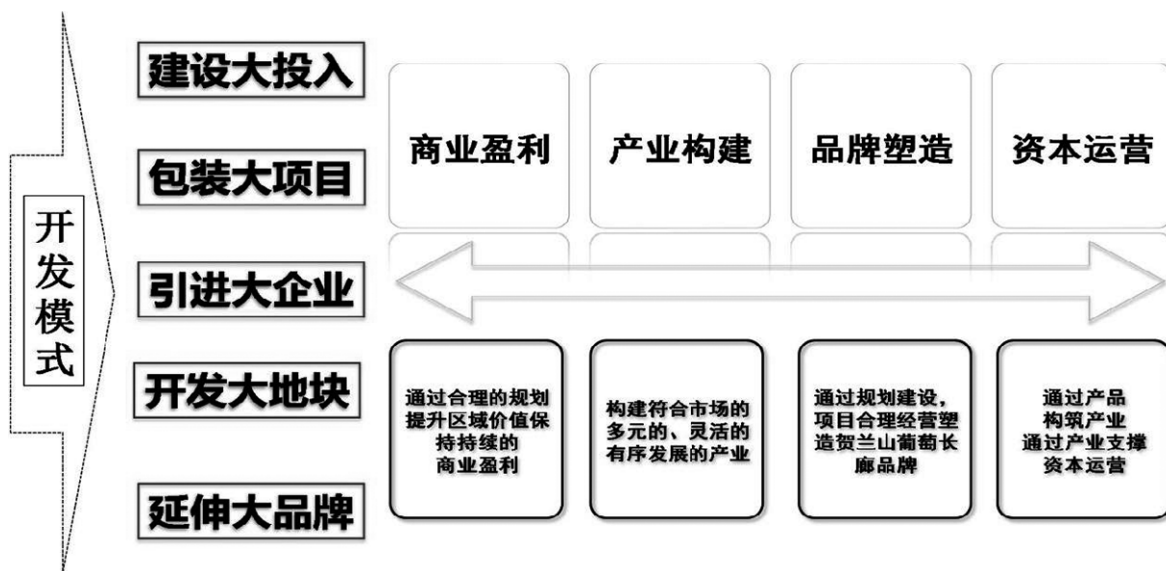 开发模式
建设大投入
包装大项目
引进大企业
开发大地块
延伸大品牌
商业盈利
产业构建
品牌塑造
资本运营
通过合理的规划
提升区域价值保
持持续的
商业盈利
构建符合市场的
多元的、灵活的
有序发展的产业
通过规划建设，
项目合理经营塑
造贺兰山葡萄长
廊品牌
通过产品
构筑产业
通过产业支撑
资本运营